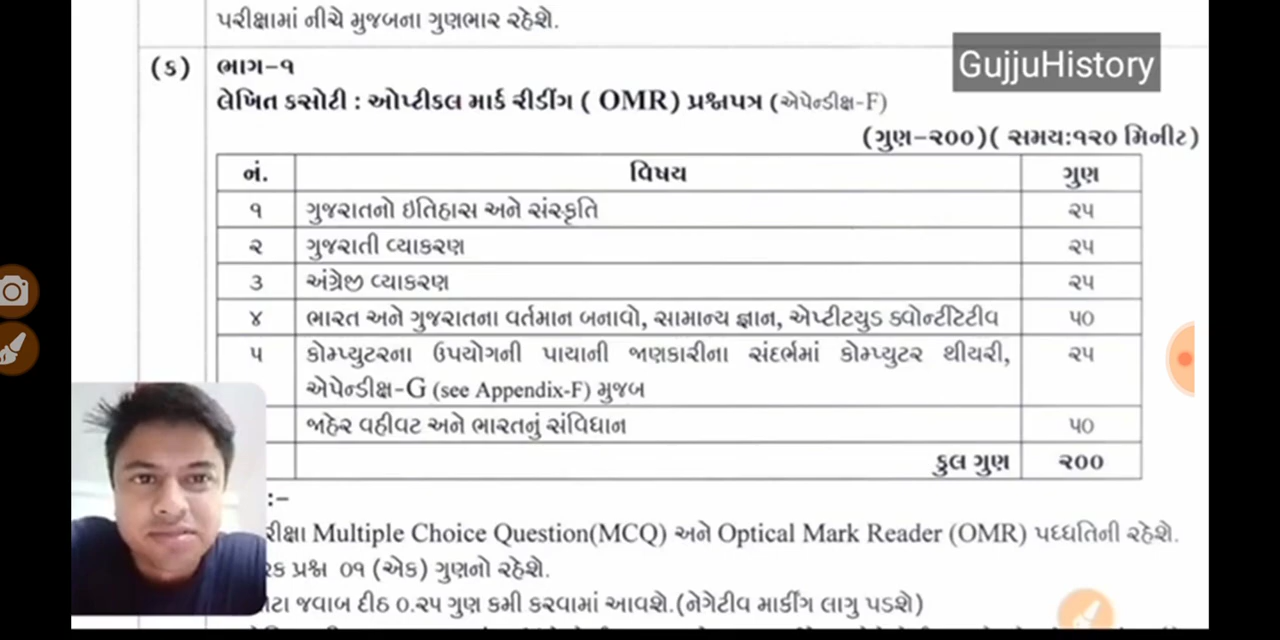 પરીક્ષામાં નીચે મુજબના ગુણભાર રહેશે.
GujjuHistory
(ક) ભાગ-૧
લેખિત કસોટી : ઓપ્ટીકલ માર્ક રીડીંગ ( OMR) પ્રશ્નપત્ર (એપેન્ડીક્ષ-F)
(ગુણ-૨૦૦)( સમય:૧૨૦ મિનીટ)
નં. વિષય ગુણ
૧ ગુજરાતનો ઇતિહાસ અને સંસ્કૃતિ ૨૫
૨ ગુજરાતી વ્યાકરણ ૨૫
૩ અંગ્રેજી વ્યાકરણ ૨૫
૪ ભારત અને ગુજરાતના વર્તમાન બનાવો, સામાન્ય જ્ઞાન, એપ્ટીટયુડ ક્વોન્ટીટેટીવ ૫૦
૫ કોમ્પ્યુટરના ઉપયોગની પાયાની જાણકારીના સંદર્ભમાં કોમ્પ્યુટર થીયરી, ૨૫
એપેન્ડીક્ષ-G (see Appendix-F) મુજબ
જાહેર વહીવટ અને ભારતનું સંવિધાન ૫૦
કુલ ગુણ ૨૦૦
:-
Multiple Choice Question(MCQ) અને Optical Mark Reader (OMR) પધ્ધતિની રહેશે.
પ્રશ્ન ૦૧ (એક) ગુણનો રહેશે.
જવાબ દીઠ ૦.૨૫ ગુણ કમી કરવામાં આવશે.(નેગેટીવ માર્કીંગ લાગુ પડશે)